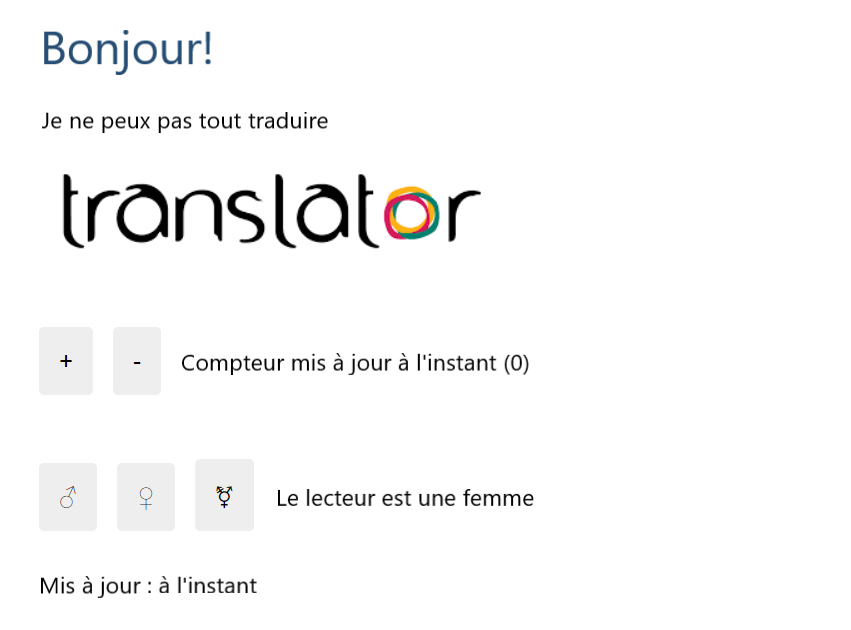 Bonjour!
Je ne peux pas tout traduire
translator
+ - Compteur mis à jour à l'instant (0)
♂ ♀ ⚧ Le lecteur est une femme
Mis à jour : à l'instant